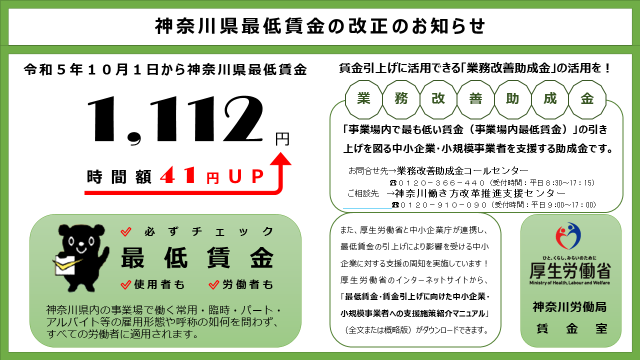 神奈川県最低賃金の改正のお知らせ
令和５年１０月１日から神奈川県最低賃金
1,112 円
時間額 41 円 UP
必ずチェック
最低賃金
使用者も 労働者も
神奈川県内の事業場で働く常用・臨時・パート・
アルバイト等の雇用形態や呼称の如何を問わず、
すべての労働者に適用されます。
賃金引上げに活用できる「業務改善助成金」の活用を！
業務改善助成金
「事業場内で最も低い賃金（事業場内最低賃金）」の引き
上げを図る中小企業・小規模事業者を支援する助成金です。
お問合せ先→業務改善助成金コールセンター
☎０１２０－３６６－４４０（受付時間：平日８:３０～１７：１５）
ご相談先　→神奈川働き方改革推進支援センター
☎０１２０－９１０－０９０（受付時間：平日９:００～１７：００）
また、厚生労働省と中小企業庁が連携し、
最低賃金の引上げにより影響を受ける中小
企業に対する支援の周知を実施しています！
厚生労働省のインターネットサイトから、
「最低賃金・賃金引上げに向けた中小企業・
小規模事業者への支援施策紹介マニュアル」
（全文または概略版）がダウンロードできます。
ひと、くらし、みらいのために
厚生労働省
Ministry of Health, Labour and Welfare
神奈川労働局
賃金室